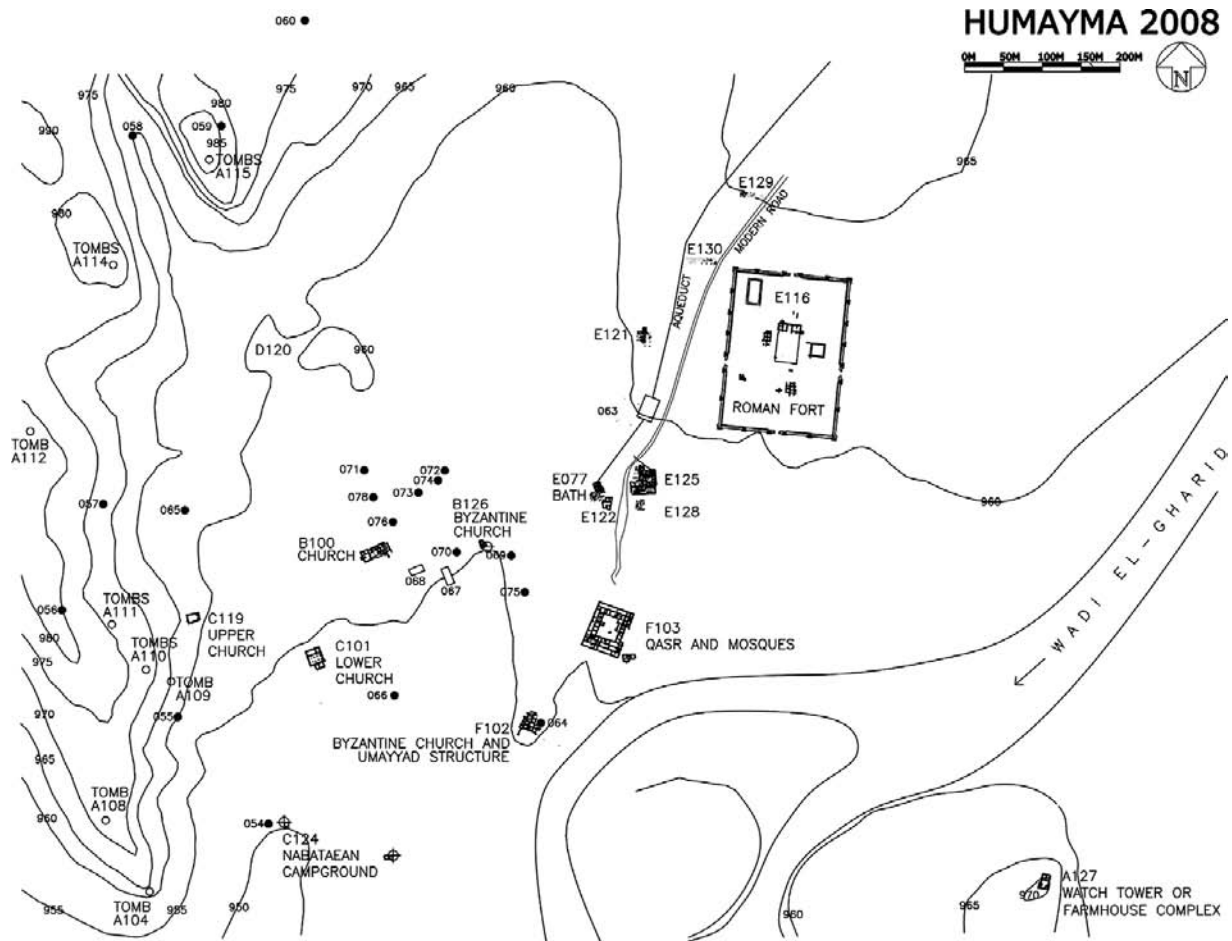 HUMAYMA 2008
0M 50M 100M 150M 200M
N
060
975
980
975
970
965
960
990
058
059
985
TOMBS
A115
965
E129
MODERN ROAD
980
TOMBS
A114
E130
AQUEDUCT
E116
E121
D120
960
063
ROMAN FORT
TOMB
A112
071
072
074
078
073
E077
BATH
E125
E122
E128
057
065
076
B126
BYZANTINE
CHURCH
960
B100
CHURCH
070
069
068
067
075
WADI EL-GHARID
056
TOMBS
A111
C119
UPPER
CHURCH
980
975
TOMBS
A110
C101
LOWER
CHURCH
F103
QASR AND MOSQUES
TOMB
A109
066
970
055
F102
064
BYZANTINE CHURCH AND
UMAYYAD STRUCTURE
965
960
TOMB
A108
054
C124
NABATAEAN
CAMPGROUND
A127
WATCH TOWER OR
FARMHOUSE COMPLEX
970
965
960
955
TOMB
A104
955
950